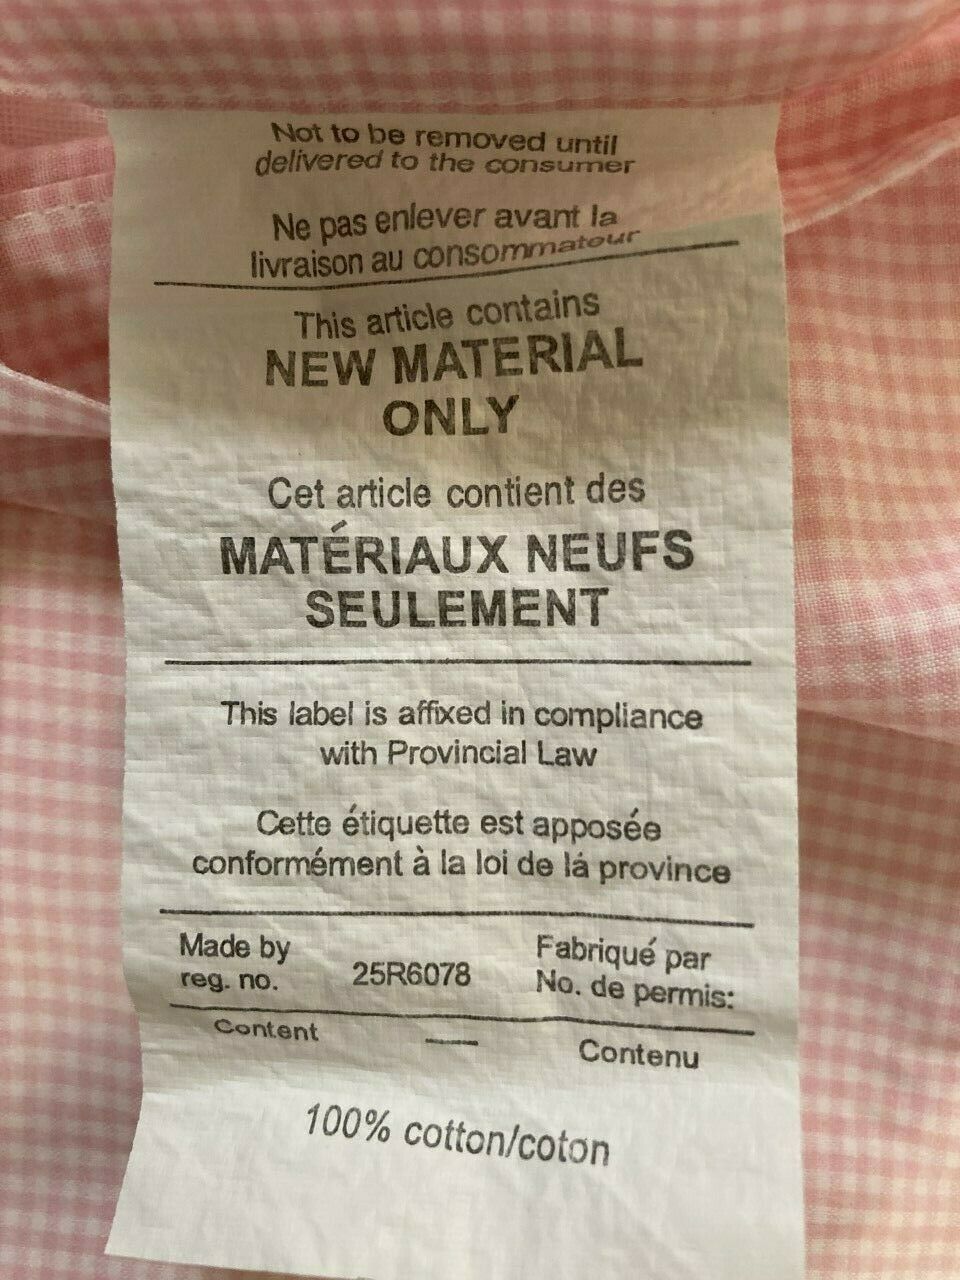 Not to be removed until
delivered to the consumer
Ne pas enlever avant la
livraison au consommatour
This article contains
NEW MATERIAL
ONLY
Cet article contient des
MATÉRIAUX NEUFS
SEULEMENT
This label is affixed in compliance
with Provincial Law
Cette étiquette est apposée
conformément à la loi de lá province
Made by
reg. no.
25R6078
Fabriqué par
No. de permis:
Content — Contenu
100% cotton/coton